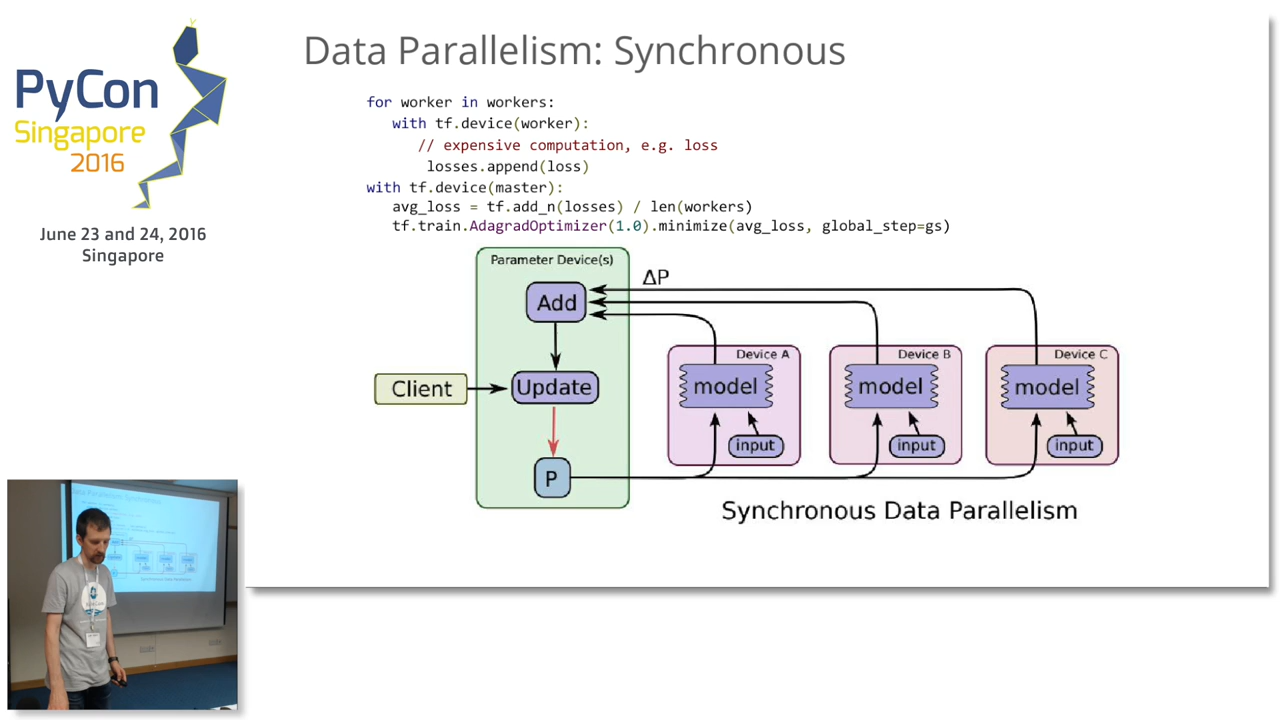 PyCon
Singapore
2016
June 23 and 24, 2016
Singapore
Data Parallelism: Synchronous
for worker in workers:
with tf.device(worker):
// expensive computation, e.g. loss
losses.append(loss)
with tf.device(master):
avg_loss = tf.add_n(losses) / len(workers)
tf.train.AdagradOptimizer(1.0).minimize(avg_loss, global_step=gs)
Parameter Device(s)
ΔP
Add
Device A
Device B
Device C
Client
Update
model
model
model
input
input
input
P
Synchronous Data Parallelism